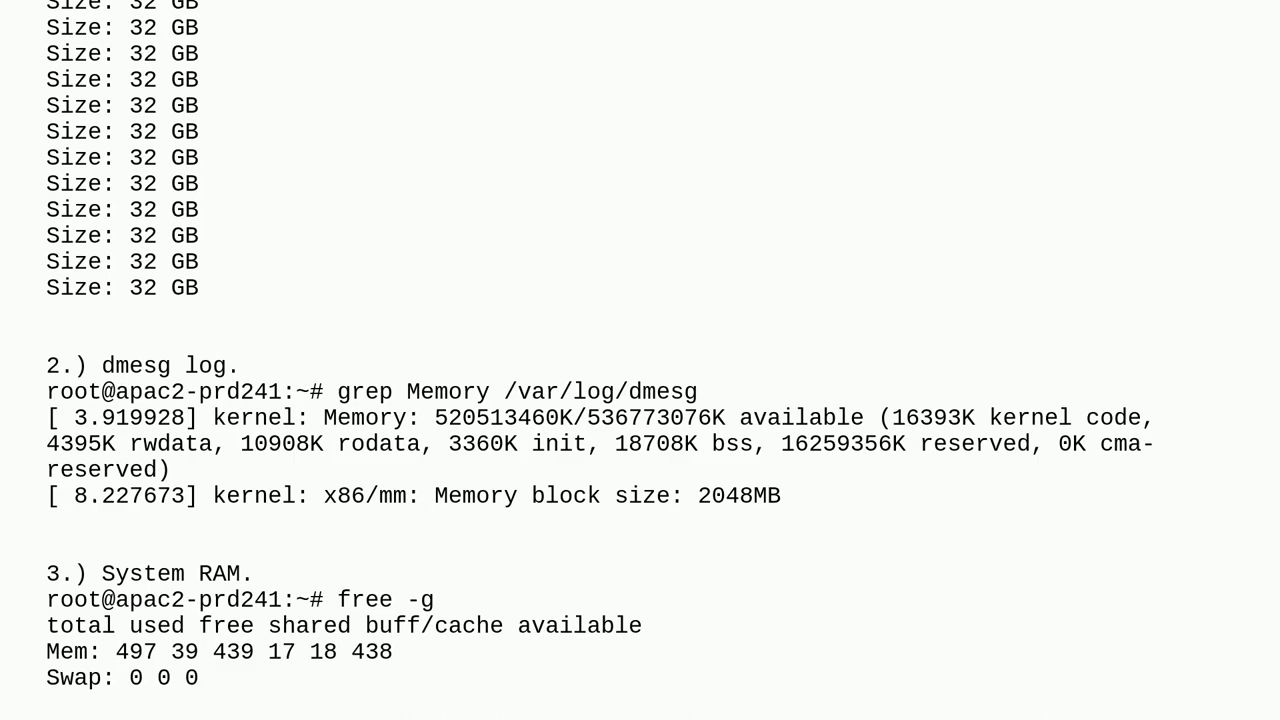 Size: 32 GB
Size: 32 GB
Size: 32 GB
Size: 32 GB
Size: 32 GB
Size: 32 GB
Size: 32 GB
Size: 32 GB
Size: 32 GB
Size: 32 GB
Size: 32 GB
Size: 32 GB
2.) dmesg log.
root@apac2-prd241:~# grep Memory /var/log/dmesg
[ 3.919928] kernel: Memory: 520513460K/536773076K available (16393K kernel code,
4395K rwdata, 10908K rodata, 3360K init, 18708K bss, 16259356K reserved, 0K cma-
reserved)
[ 8.227673] kernel: x86/mm: Memory block size: 2048MB
3.) System RAM.
root@apac2-prd241:~# free -g
total used free shared buff/cache available
Mem: 497 39 439 17 18 438
Swap: 0 0 0